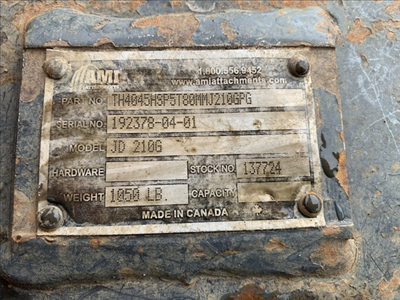 AMI 1.800.556.9452
ATTACHMENTS www.amiattachments.com
PART NO. TH4045HSP5T80MMJ210GPG
SERIAL NO. 192378-04-01
MODEL JD 210G
HARDWARE STOCK NO. 137724
WEIGHT 1050 LB. CAPACITY
MADE IN CANADA